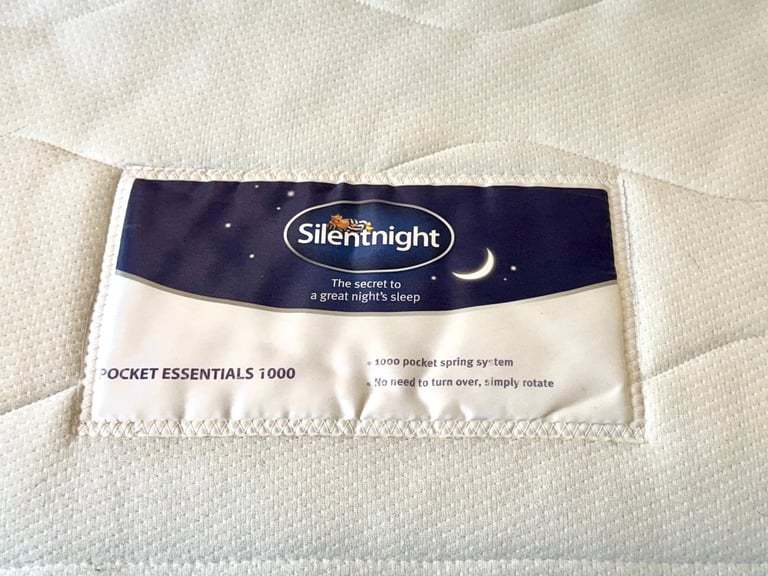 Silentnight
The secret to
a great night's sleep
POCKET ESSENTIALS 1000
• 1000 pocket spring system
• No need to turn over, simply rotate